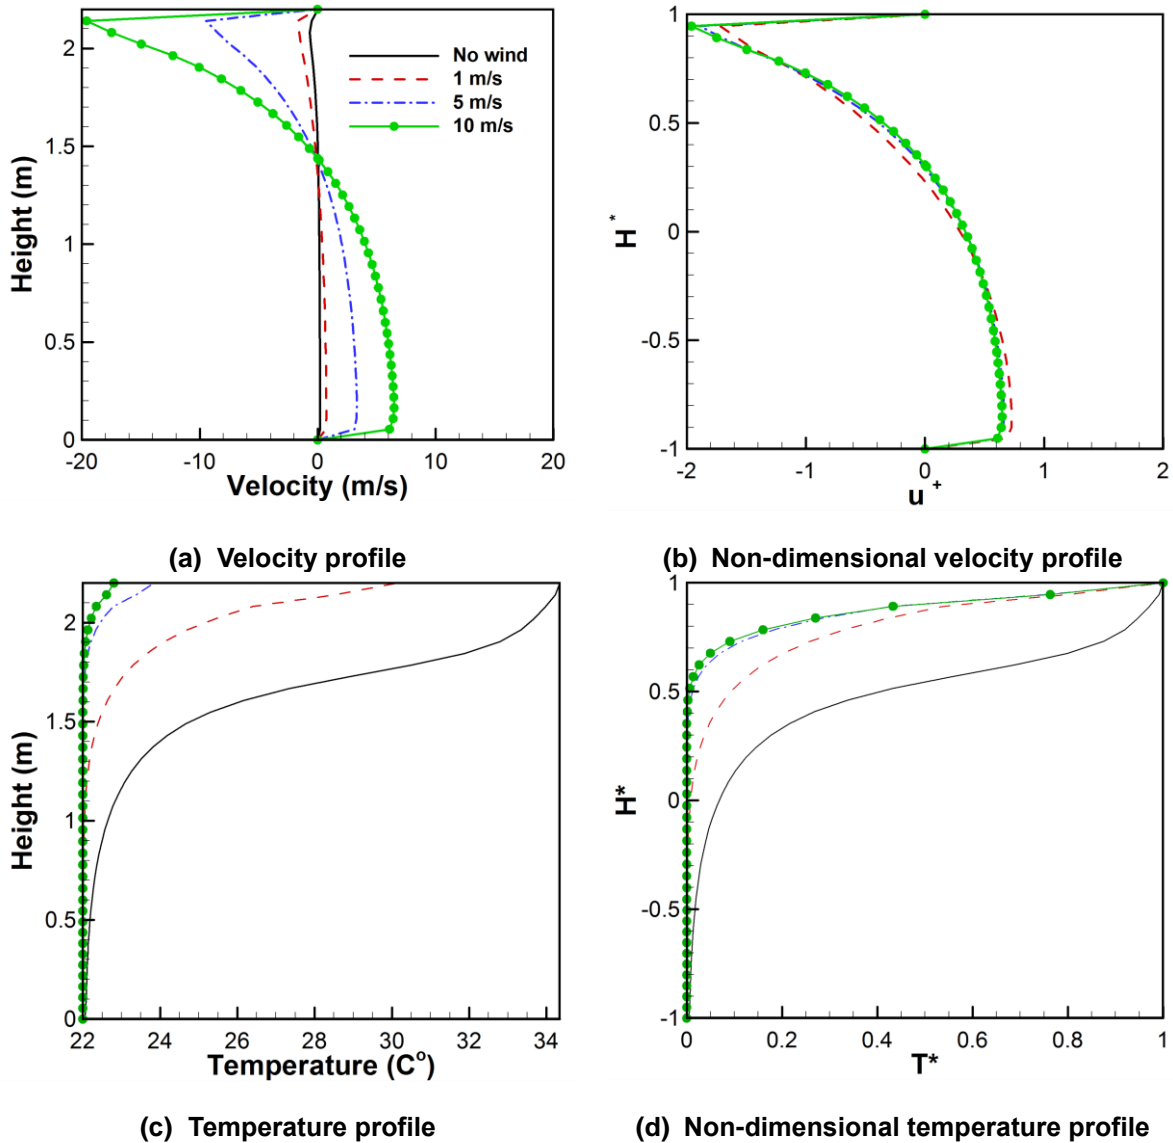 2
1.5
1
0.5
0
Height (m)
-20 -10 0 10 20
Velocity (m/s)
No wind
1 m/s
5 m/s
10 m/s
(a) Velocity profile
1
0.5
0
-0.5
-1
H*
-2 -1 0 1 2
u+
(b) Non-dimensional velocity profile
2
1.5
1
0.5
0
Height (m)
22 24 26 28 30 32 34
Temperature (Cº)
(c) Temperature profile
1
0.5
0
-0.5
-1
H*
0 0.2 0.4 0.6 0.8 1
T*
(d) Non-dimensional temperature profile